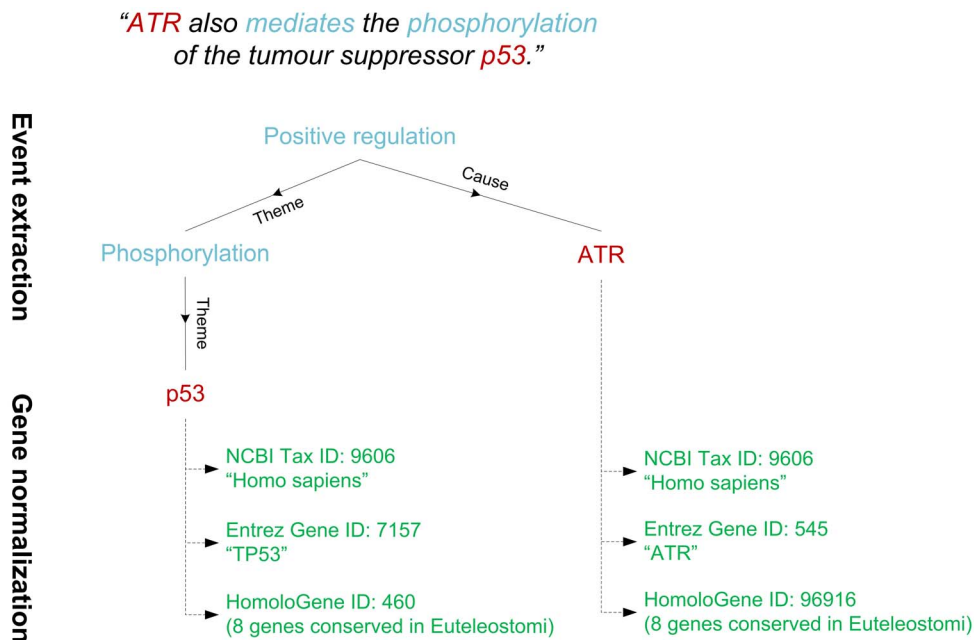 “ATR also mediates the phosphorylation
of the tumour suppressor p53.”
Event extraction
Positive regulation
Theme
Cause
Phosphorylation
ATR
Theme
p53
Gene normalization
NCBI Tax ID: 9606
“Homo sapiens”
Entrez Gene ID: 7157
“TP53”
HomoloGene ID: 460
(8 genes conserved in Euteleostomi)
NCBI Tax ID: 9606
“Homo sapiens”
Entrez Gene ID: 545
“ATR”
HomoloGene ID: 96916
(8 genes conserved in Euteleostomi)